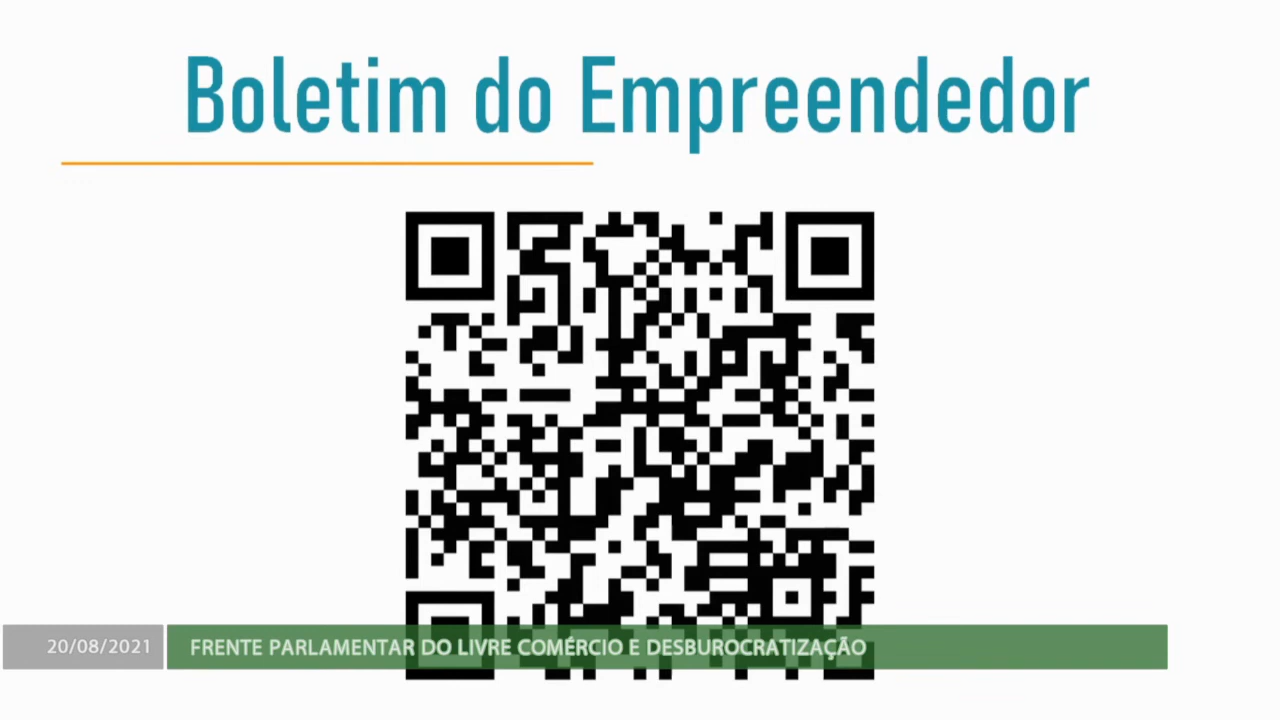 Boletim do Empreendedor
20/08/2021
FRENTE PARLAMENTAR DO LIVRE COMÉRCIO E DESBUROCRATIZAÇÃO